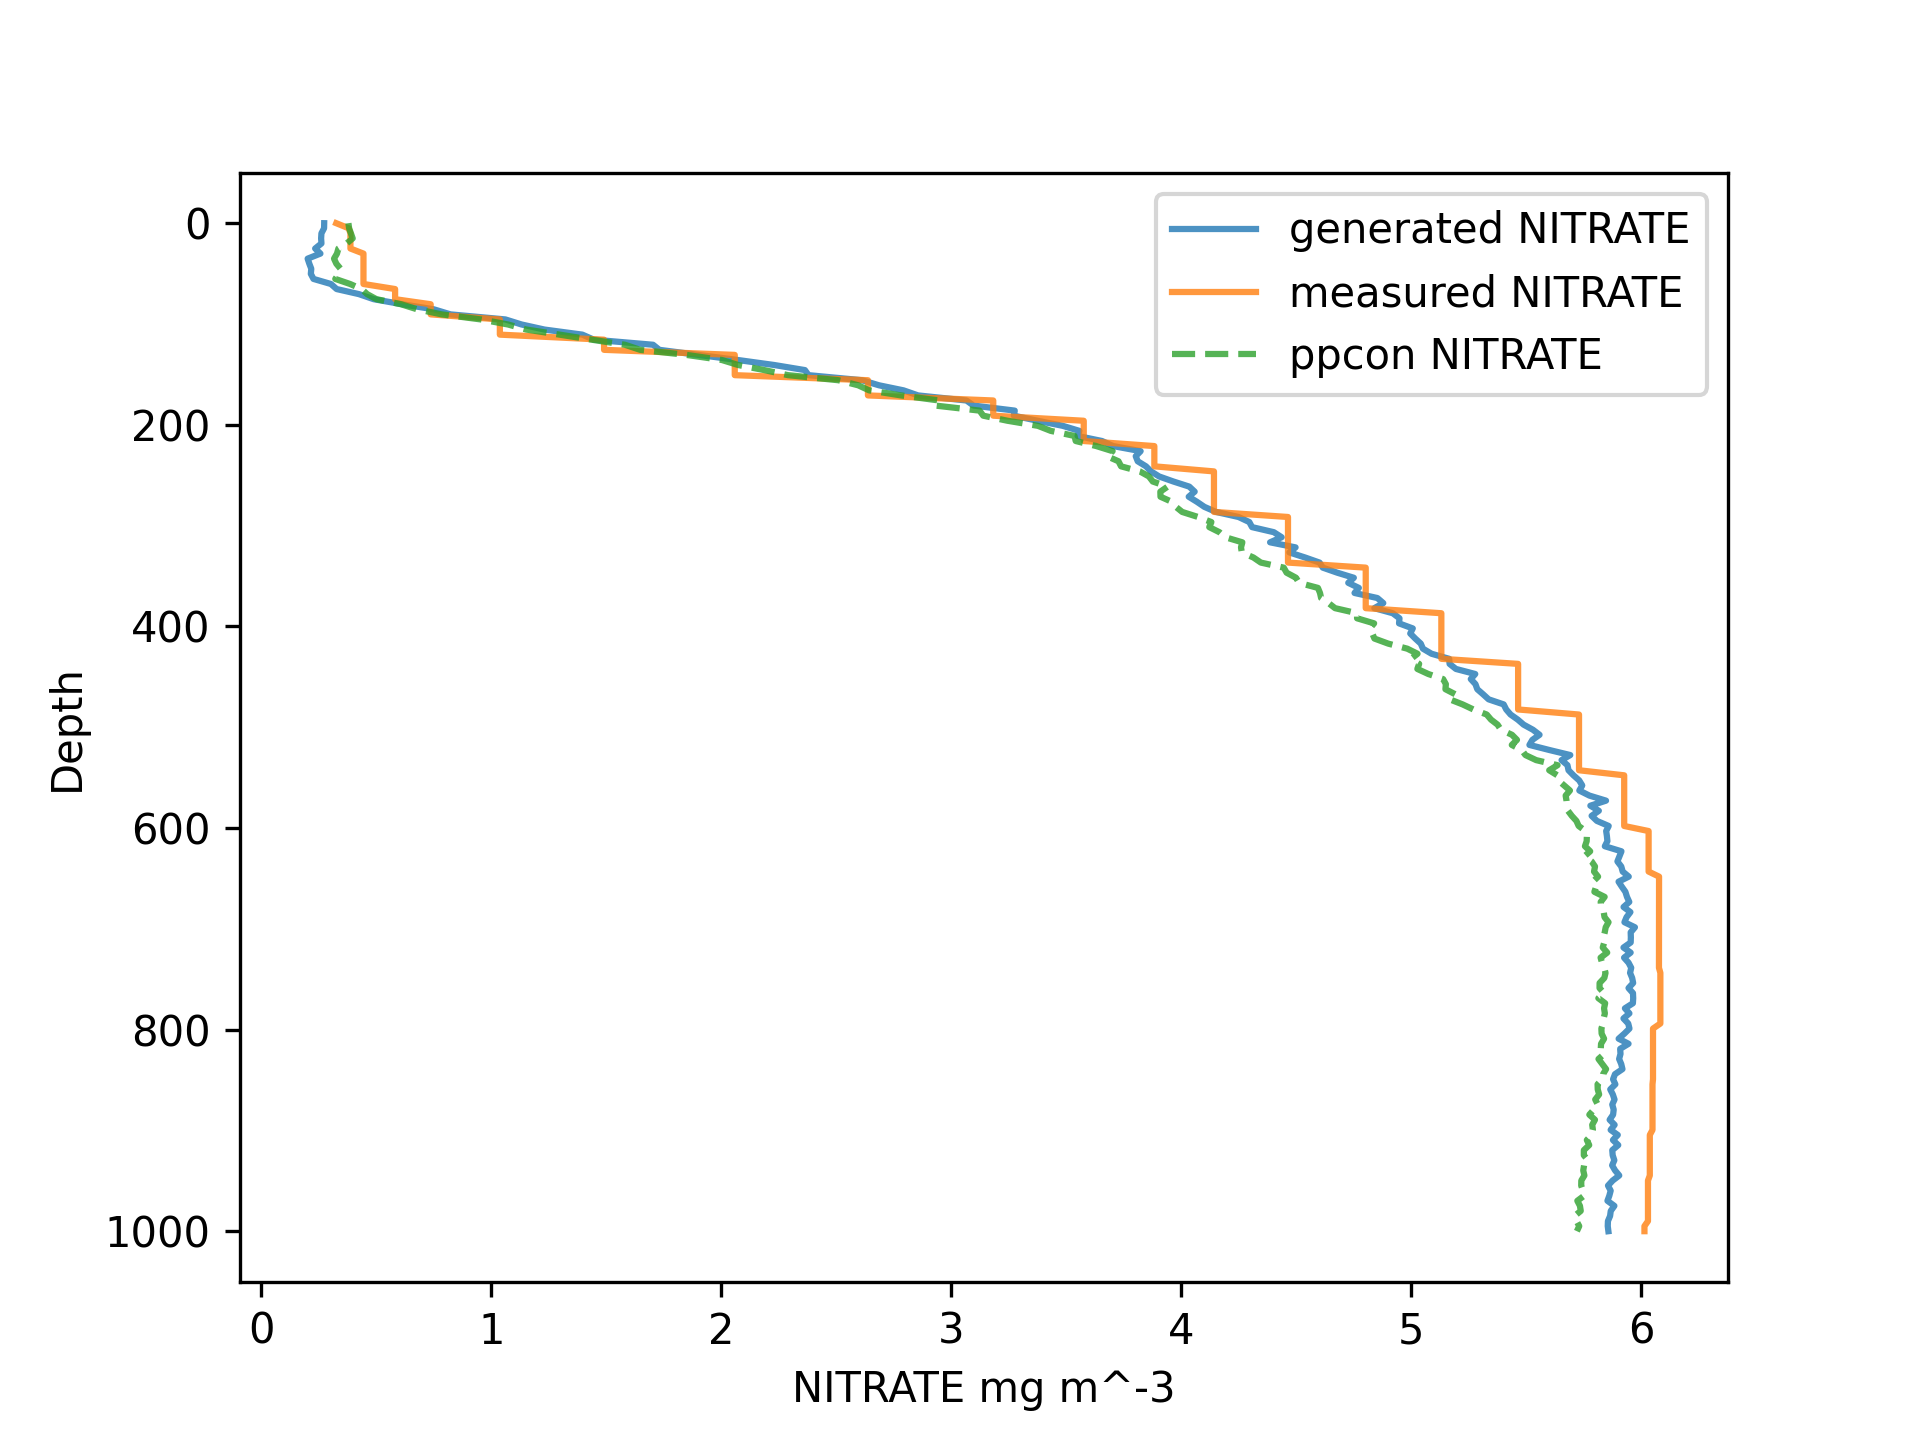 generated NITRATE
measured NITRATE
ppcon NITRATE
0
200
400
600
800
1000
Depth
0 1 2 3 4 5 6
NITRATE mg m^-3